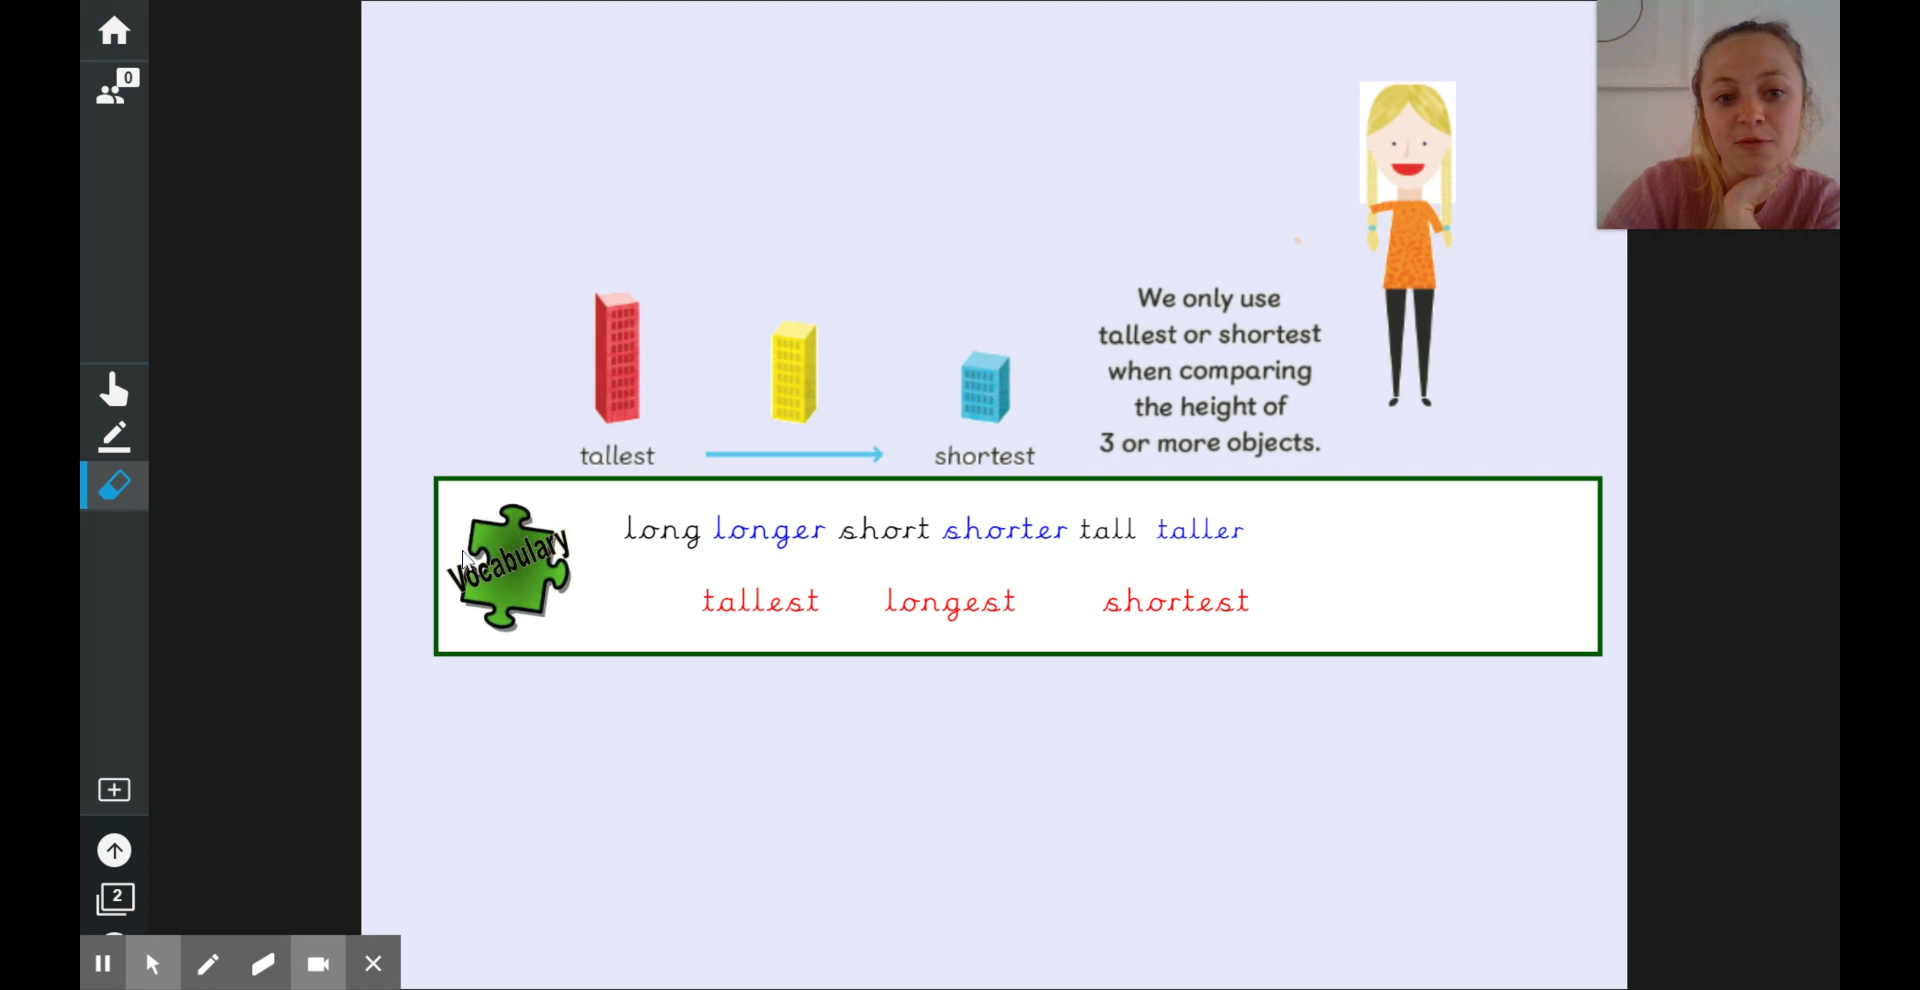 0
We only use
tallest or shortest
when comparing
the height of
3 or more objects.
tallest shortest
Vocabulary
long longer short shorter tall taller
tallest longest shortest
2